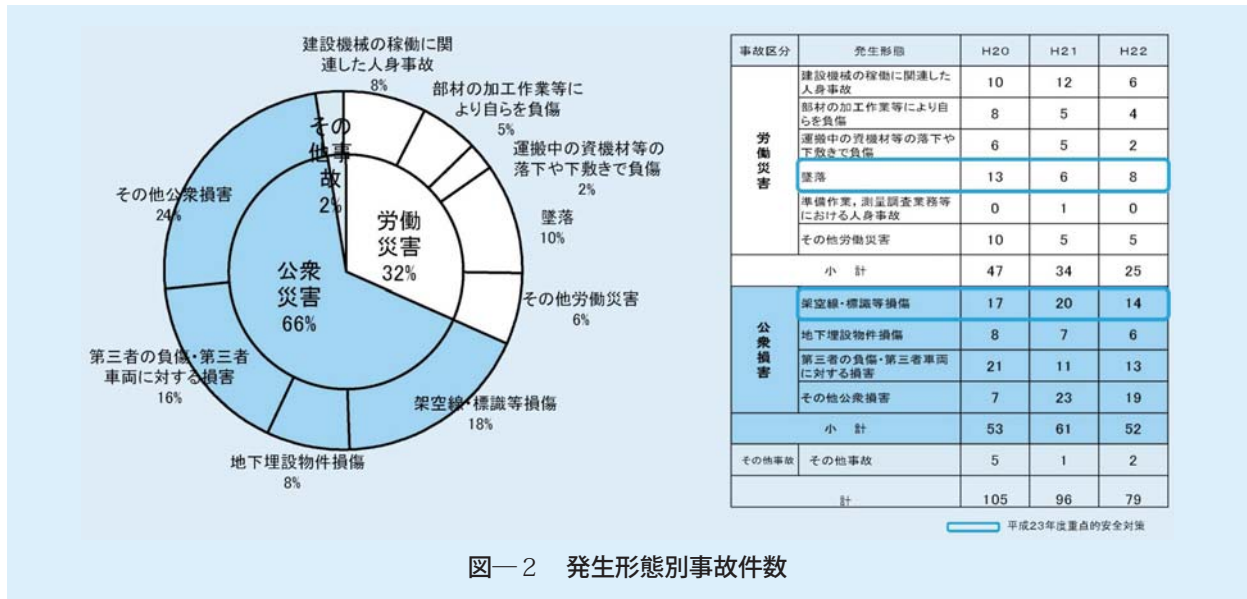 建設機械の稼働に関
連した人身事故
8%
部材の加工作業等に
より自らを負傷
5%
運搬中の資機材等の
落下や下敷きで負傷
2%
墜落
10%
その他労働災害
6%
架空線・標識等損傷
18%
地下埋設物件損傷
8%
第三者の負傷・第三者
車両に対する損害
16%
その他公衆損害
24%
その
他事
故
2%
労働
災害
32%
公衆
災害
66%
事故区分 発生形態 H20 H21 H22
労働災害
建設機械の稼働に関連した
人身事故 10 12 6
部材の加工作業等により自
らを負傷 8 5 4
運搬中の資機材等の落下や
下敷きで負傷 6 5 2
墜落 13 6 8
準備作業，測量調査業務等
における人身事故 0 1 0
その他労働災害 10 5 5
小 計 47 34 25
公衆損害
架空線・標識等損傷 17 20 14
地下埋設物件損傷 8 7 6
第三者の負傷・第三者車両
に対する損害 21 11 13
その他公衆損害 7 23 19
小 計 53 61 52
その他事故 その他事故 5 1 2
計 105 96 79
平成23年度重点的安全対策
図―2 発生形態別事故件数